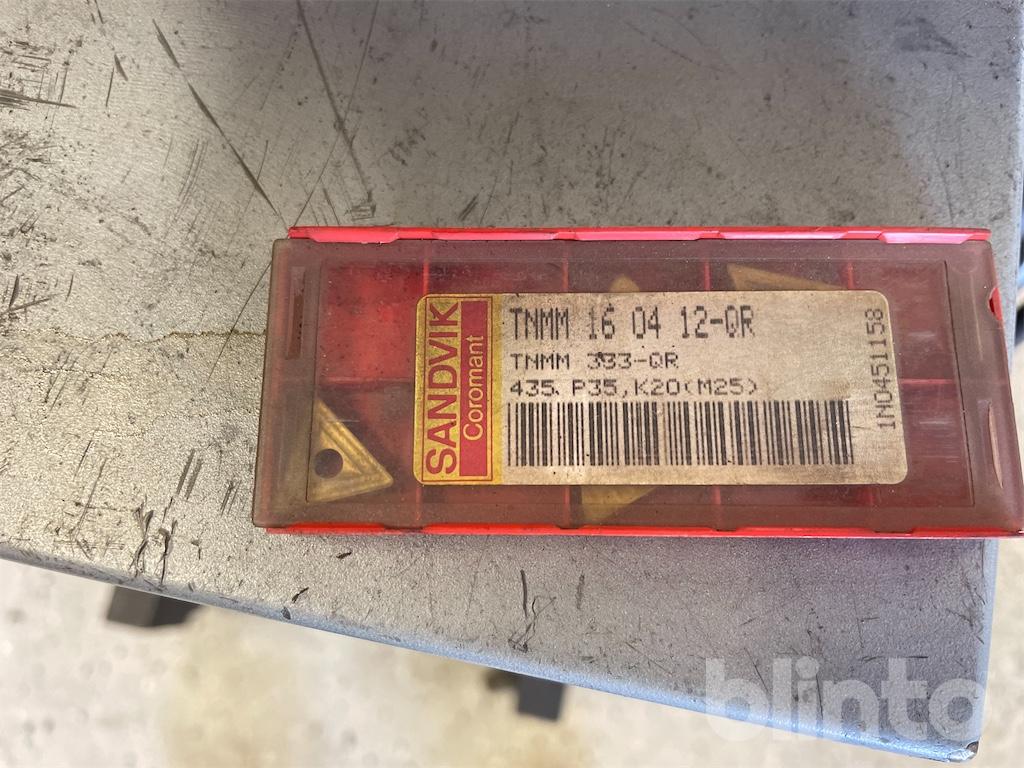 SANDVIK
Coromant
TNMM 16 04 12-QR
TNMM 333-QR
435. P35,K20(M25)
1N0451158
blinto